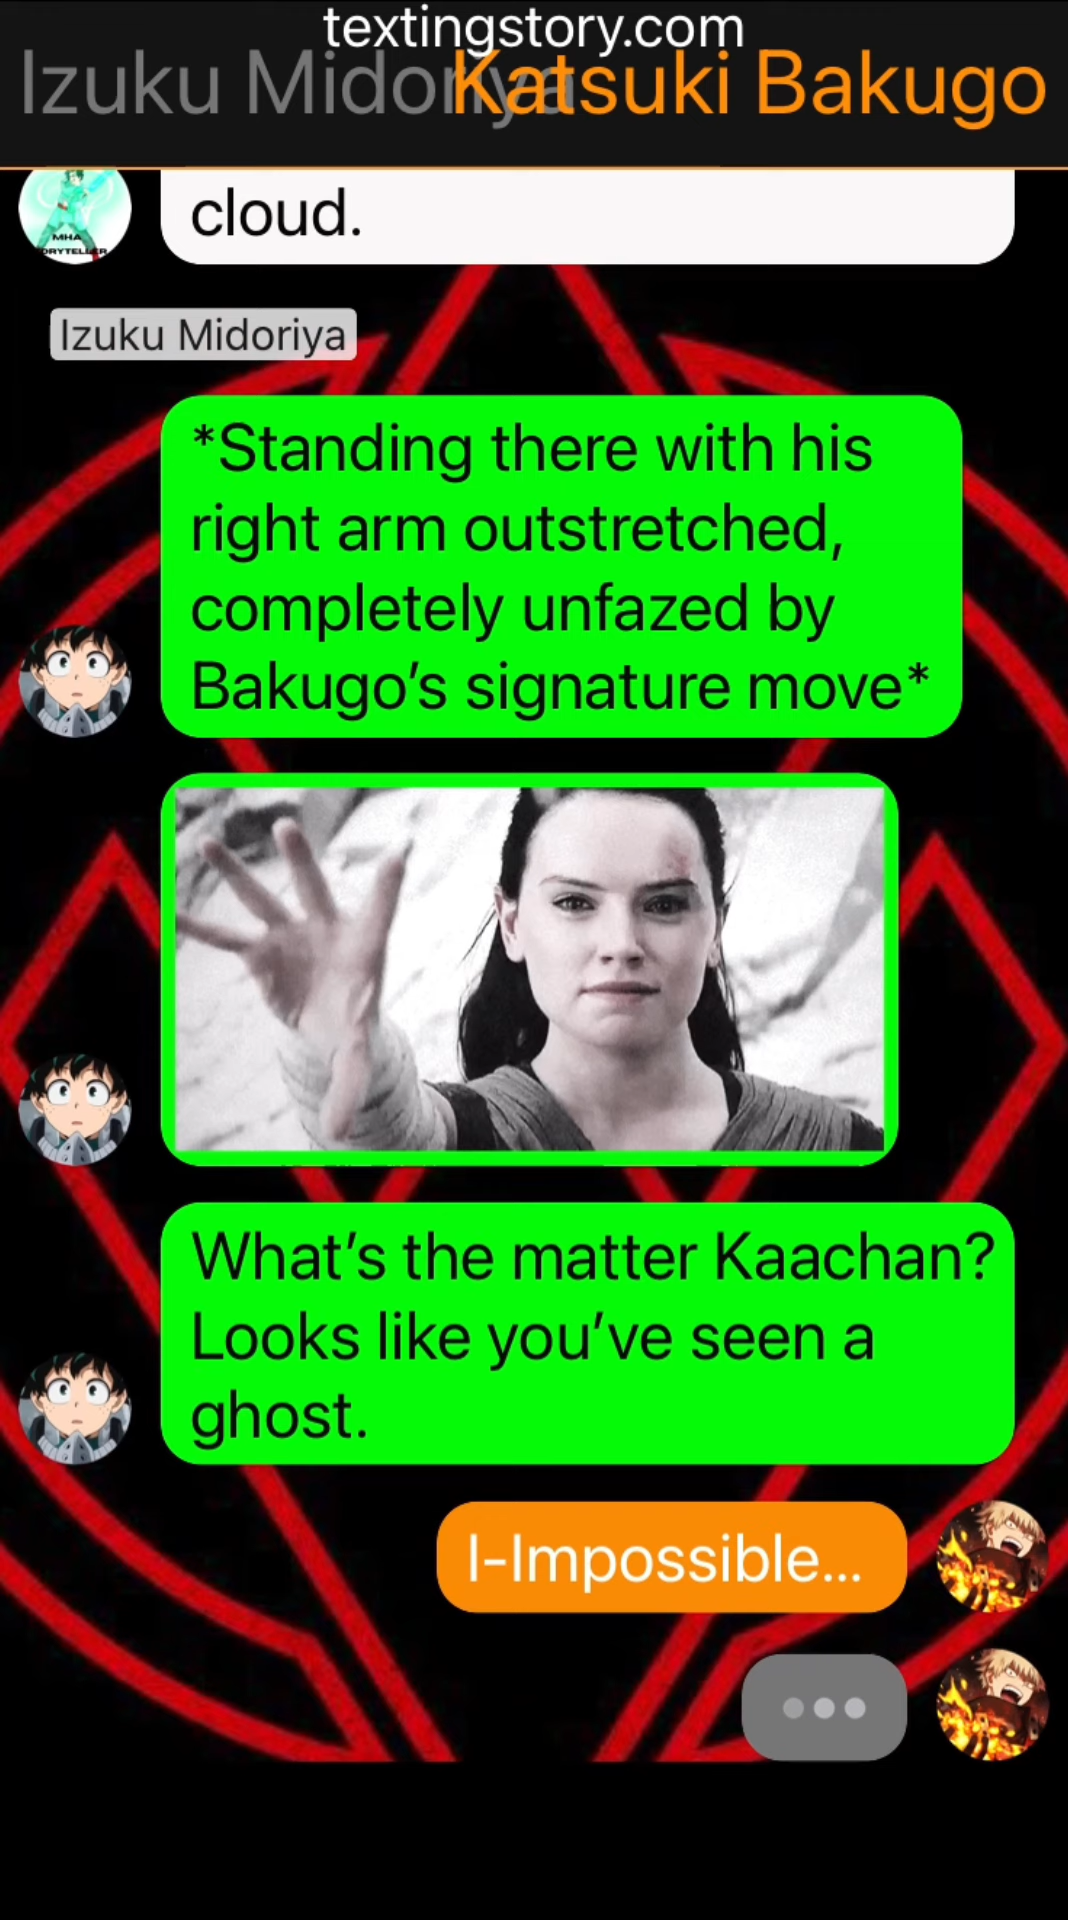 textingstory.com
Izuku Midoriya Katsuki Bakugo
cloud.
MHA
Izuku Midoriya
*Standing there with his
right arm outstretched,
completely unfazed by
Bakugo’s signature move*
What’s the matter Kaachan?
Looks like you’ve seen a
ghost.
I-Impossible...